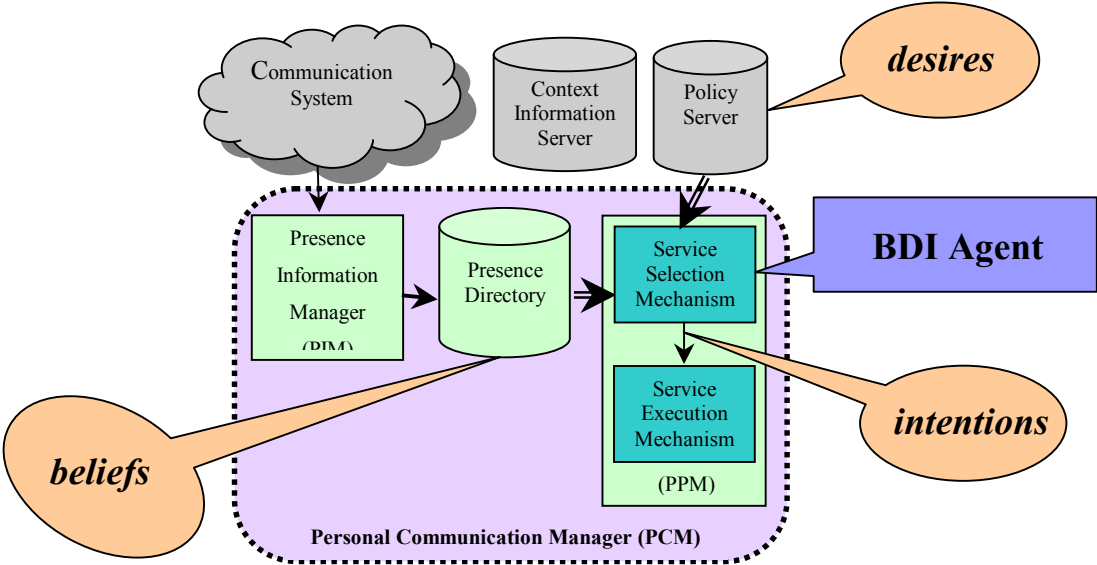 Communication
System
Context
Information
Server
Policy
Server
desires
Presence
Information
Manager
(PIM)
Presence
Directory
Service
Selection
Mechanism
BDI Agent
Service
Execution
Mechanism
(PPM)
intentions
beliefs
Personal Communication Manager (PCM)